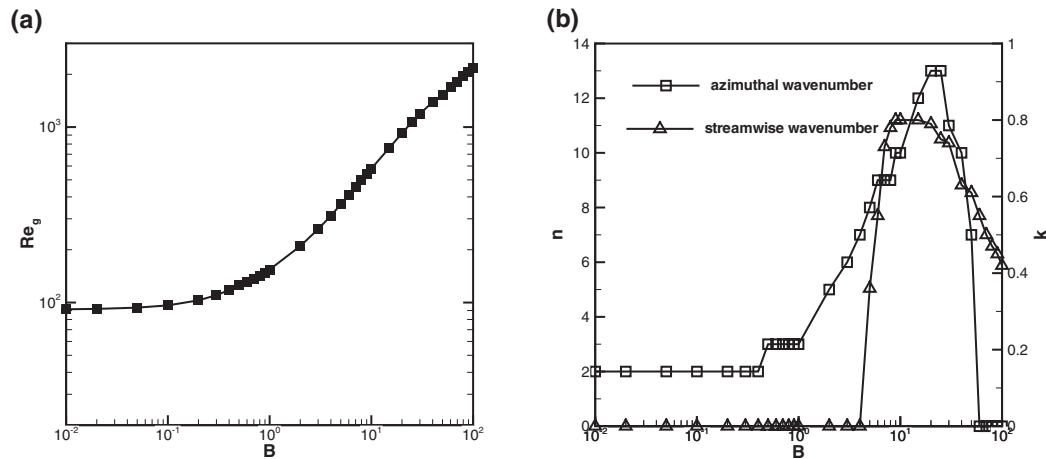 (a)
10³
10²
Re_g
10⁻²
10⁻¹
10⁰
10¹
10²
B
(b)
azimuthal wavenumber
streamwise wavenumber
14
12
10
8
6
4
2
0
n
1
0.8
0.6
0.4
0.2
0
k
10⁻²
10⁻¹
10⁰
10¹
10²
B